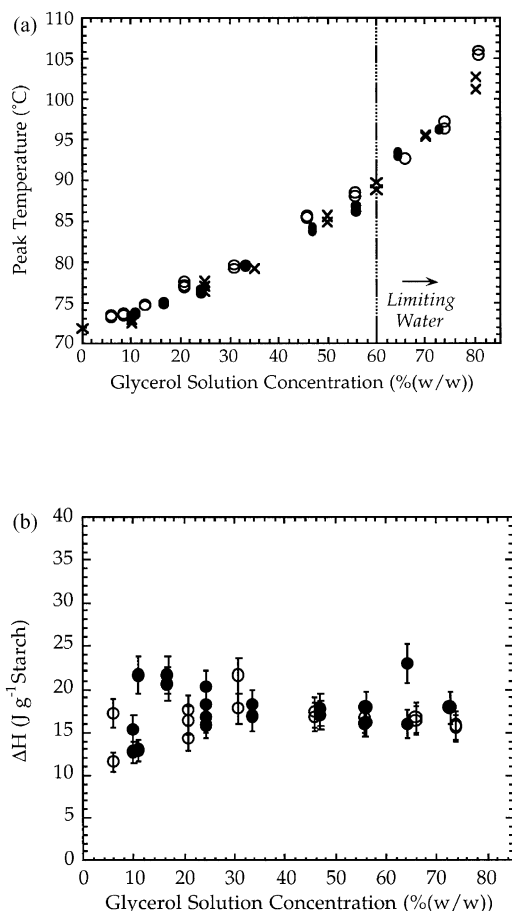 (a)
110
105
100
95
90
85
80
75
70
Peak Temperature (°C)
Limiting
Water
0 10 20 30 40 50 60 70 80
Glycerol Solution Concentration (%(w/w))
(b)
40
35
30
25
20
15
10
5
0
ΔH (J g⁻¹Starch)
0 10 20 30 40 50 60 70 80
Glycerol Solution Concentration (%(w/w))